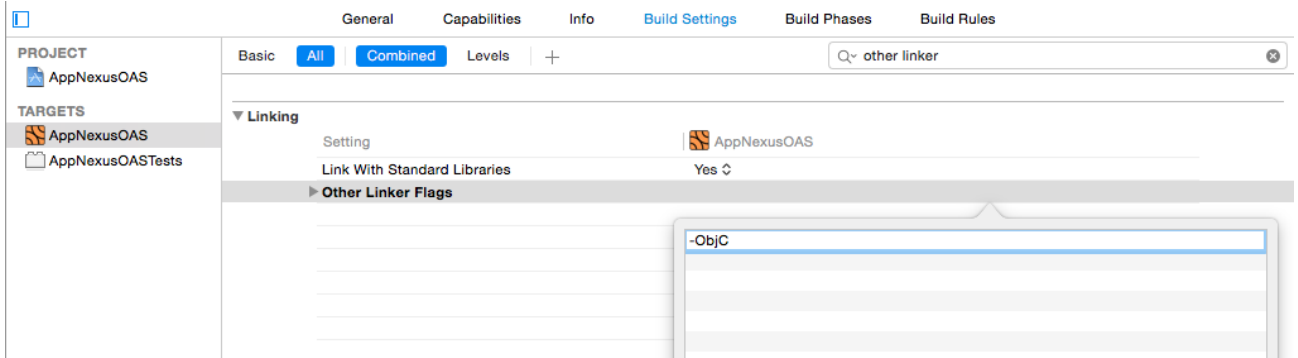 General Capabilities Info Build Settings Build Phases Build Rules
PROJECT
AppNexusOAS
TARGETS
AppNexusOAS
AppNexusOASTests
Basic All Combined Levels + other linker
Linking
Setting AppNexusOAS
Link With Standard Libraries Yes
Other Linker Flags
-ObjC